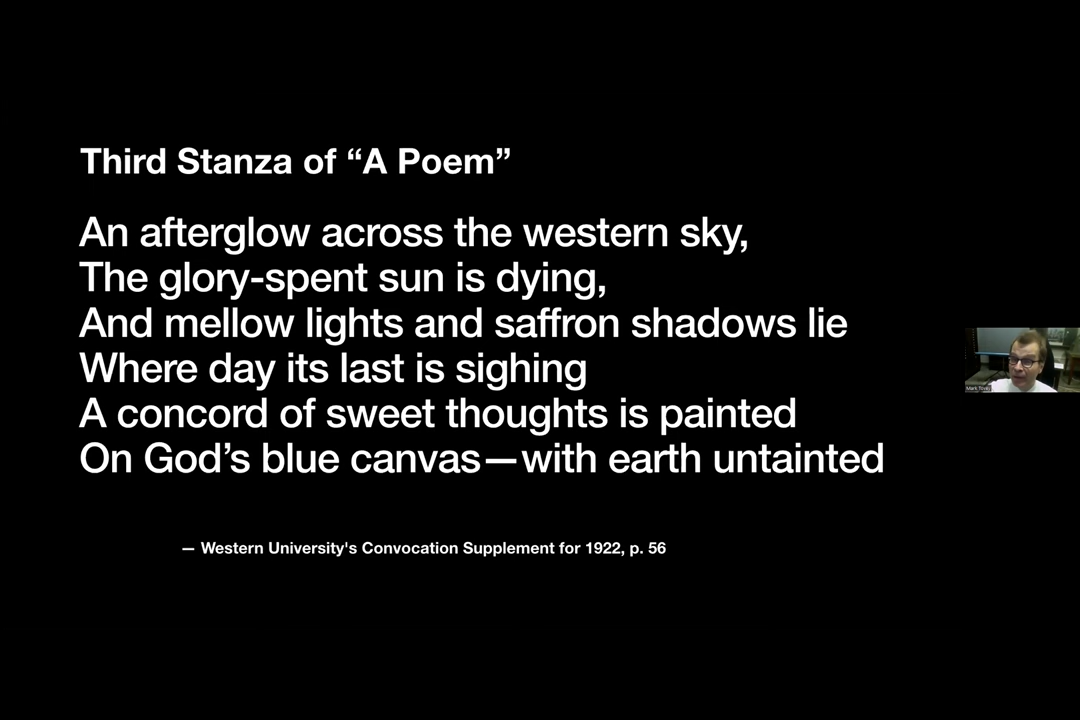 Third Stanza of “A Poem”
An afterglow across the western sky,
The glory-spent sun is dying,
And mellow lights and saffron shadows lie
Where day its last is sighing
A concord of sweet thoughts is painted
On God’s blue canvas—with earth untainted
— Western University's Convocation Supplement for 1922, p. 56
Mark